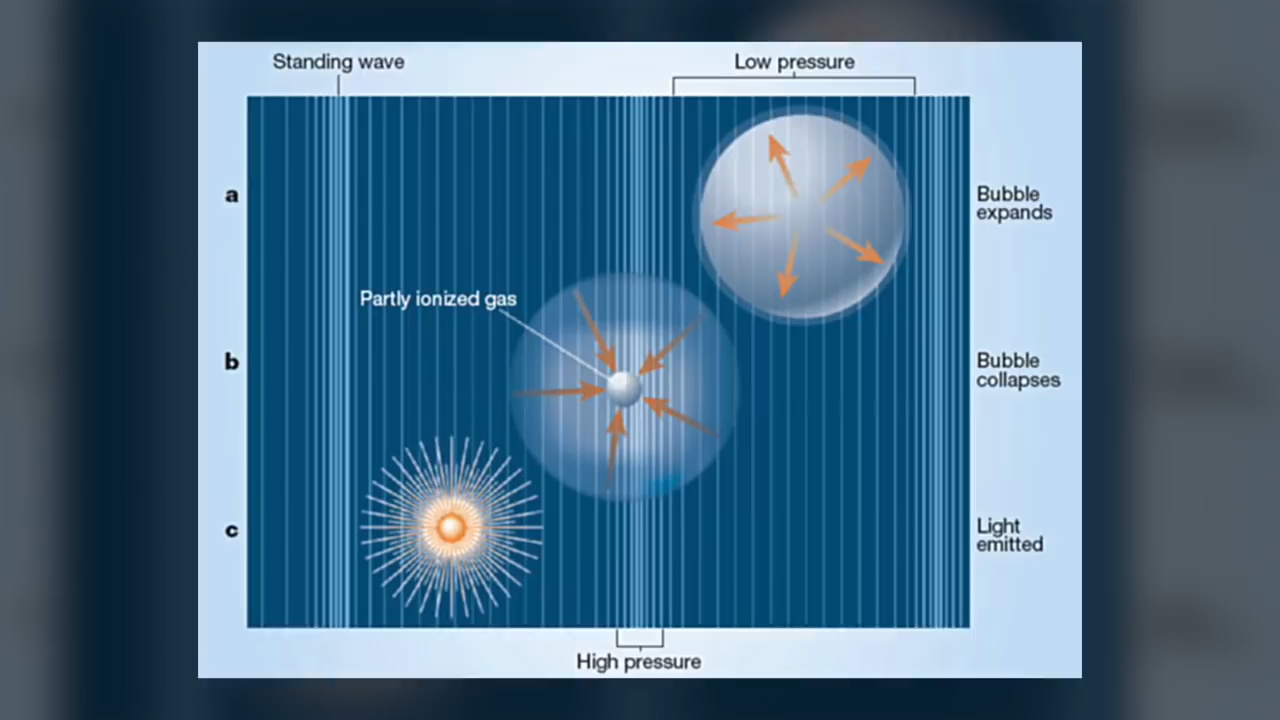 Standing wave
Low pressure
a
Bubble
expands
Partly ionized gas
b
Bubble
collapses
c
Light
emitted
High pressure